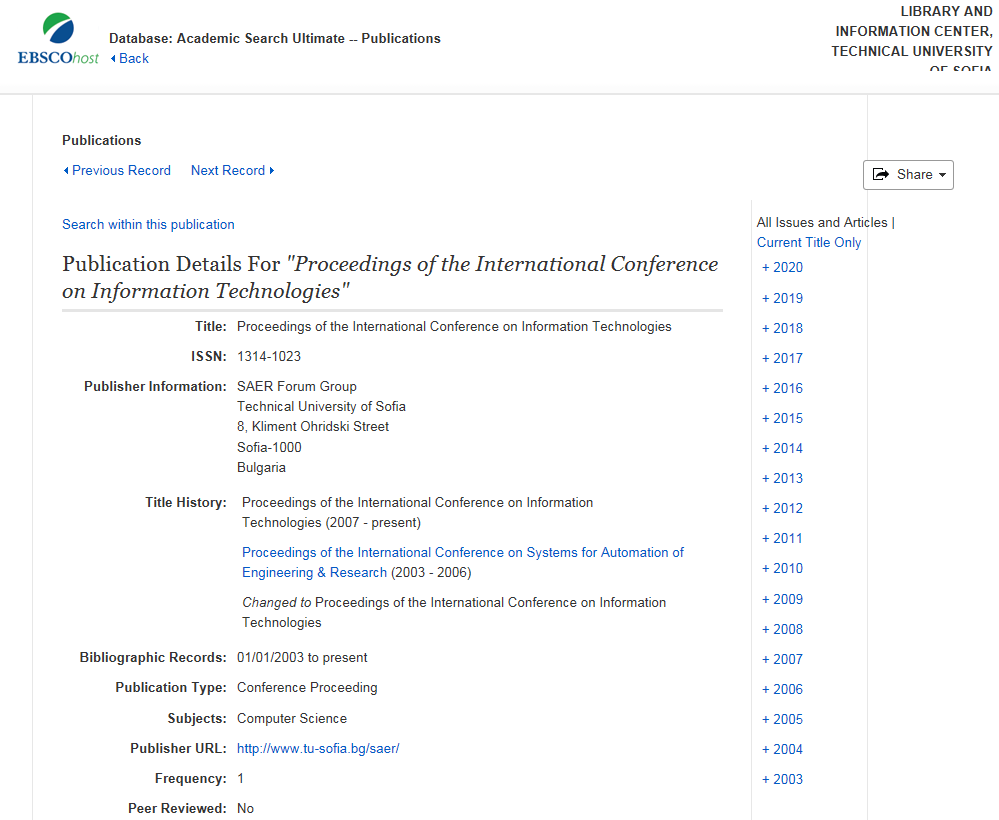 EBSCOhost
Database: Academic Search Ultimate -- Publications
Back
LIBRARY AND
INFORMATION CENTER,
TECHNICAL UNIVERSITY
OF SOFIA
Publications
Previous Record Next Record
Share
Search within this publication
Publication Details For "Proceedings of the International Conference
on Information Technologies"
Title: Proceedings of the International Conference on Information Technologies
ISSN: 1314-1023
Publisher Information: SAER Forum Group
Technical University of Sofia
8, Kliment Ohridski Street
Sofia-1000
Bulgaria
Title History: Proceedings of the International Conference on Information
Technologies (2007 - present)
Proceedings of the International Conference on Systems for Automation of
Engineering & Research (2003 - 2006)
Changed to Proceedings of the International Conference on Information
Technologies
Bibliographic Records: 01/01/2003 to present
Publication Type: Conference Proceeding
Subjects: Computer Science
Publisher URL: http://www.tu-sofia.bg/saer/
Frequency: 1
Peer Reviewed: No
All Issues and Articles |
Current Title Only
+ 2020
+ 2019
+ 2018
+ 2017
+ 2016
+ 2015
+ 2014
+ 2013
+ 2012
+ 2011
+ 2010
+ 2009
+ 2008
+ 2007
+ 2006
+ 2005
+ 2004
+ 2003